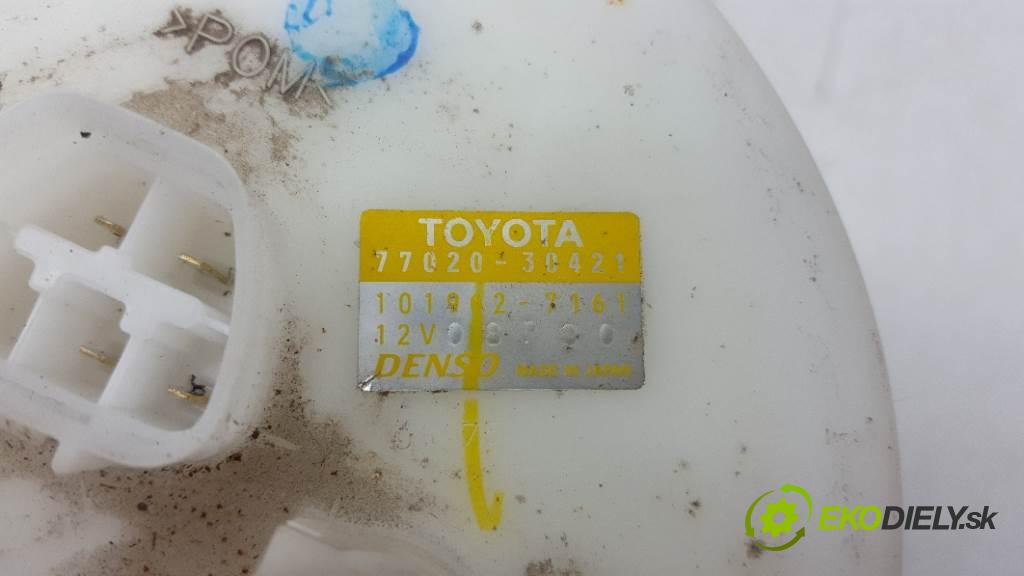 >POM<
TOYOTA
77020-30421
12V
DENSO MADE IN JAPAN
EKODIELY.sk